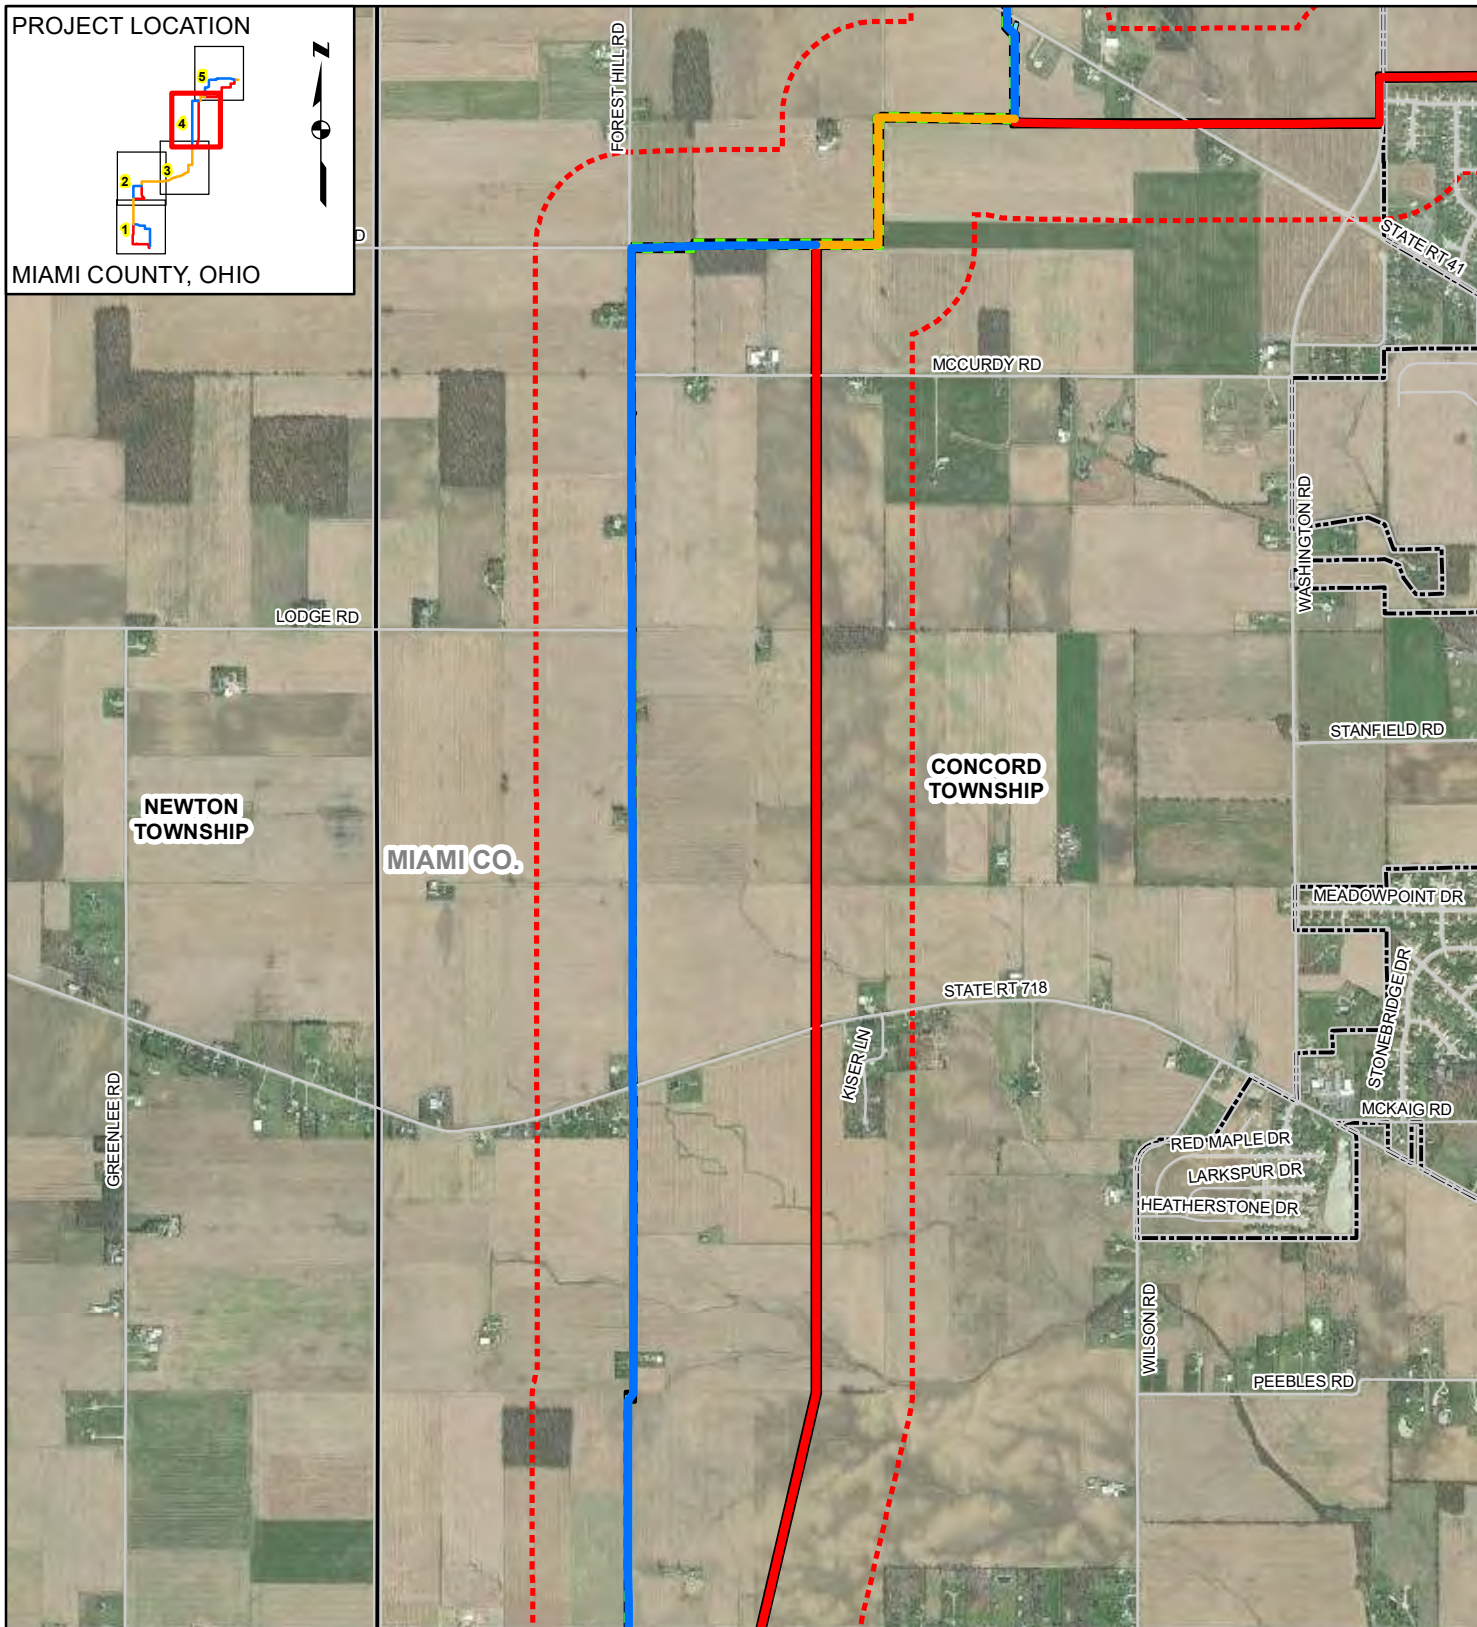 PROJECT LOCATION
N
5
4
3
2
1
MIAMI COUNTY, OHIO
D
FOREST HILL RD
STATE RT 41
MCCURDY RD
WASHINGTON RD
LODGE RD
STANFIELD RD
CONCORD
TOWNSHIP
NEWTON
TOWNSHIP
MIAMI CO.
MEADOWPOINT DR
STONEBRIDGE DR
STATE RT 718
KISER LN
GREENLEE RD
MCKAIG RD
RED MAPLE DR
LARKSPUR DR
HEATHERSTONE DR
WILSON RD
PEEBLES RD